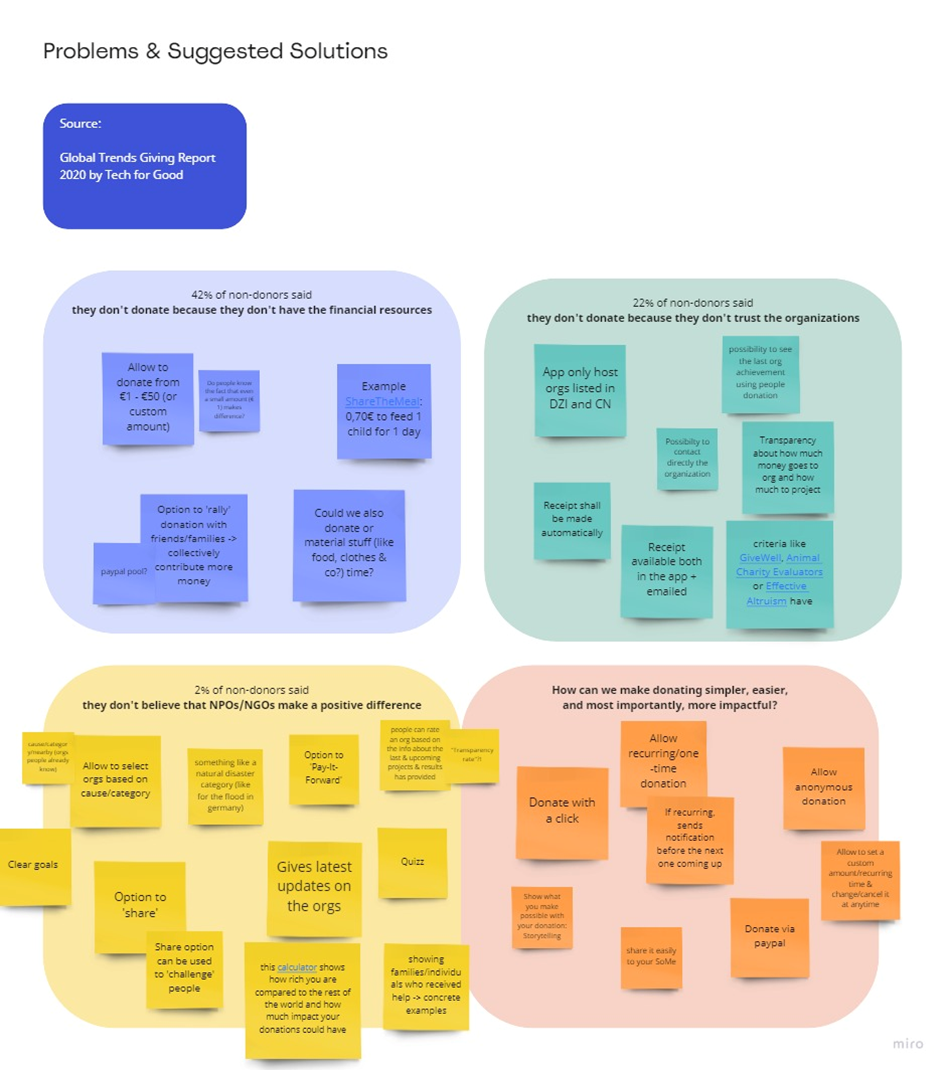 Problems & Suggested Solutions
Source:
Global Trends Giving Report
2020 by Tech for Good
42% of non-donors said
they don't donate because they don't have the financial resources
Allow to
donate from
€1 - €50 (or
custom
amount)
Do people know
the fact that even
a small amount (€
1) makes
difference?
Example
ShareTheMeal:
0,70€ to feed 1
child for 1 day
Option to 'rally'
donation with
friends/families ->
collectively
contribute more
money
paypal pool?
Could we also
donate or
material stuff (like
food, clothes &
co?) time?
22% of non-donors said
they don't donate because they don't trust the organizations
App only host
orgs listed in
DZI and CN
possibility to see
the last org
achievement
using people
donation
Possibilty to
contact
directly the
organization
Transparency
about how much
money goes to
org and how
much to project
Receipt shall
be made
automatically
Receipt
available both
in the app +
emailed
criteria like
GiveWell, Animal
Charity Evaluators
or Effective
Altruism have
2% of non-donors said
they don't believe that NPOs/NGOs make a positive difference
cause/categor
y/nearby (orgs
people already
know)
Allow to select
orgs based on
cause/category
something like a
natural disaster
category (like
for the flood in
germany)
Option to
'Pay-It-
Forward'
people can rate
an org based on
the info about the
last & upcoming
projects & results
has provided
"Transparency
rate"?
Clear goals
Option to
'share'
Share option
can be used
to 'challenge'
people
Gives latest
updates on
the orgs
Quizz
this calculator shows
how rich you are
compared to the rest of
the world and how
much impact your
donations could have
showing
families/individu
als who received
help -> concrete
examples
How can we make donating simpler, easier,
and most importantly, more impactful?
Allow
recurring/one
-time
donation
Donate with
a click
If recurring,
sends
notification
before the next
one coming up
Allow
anonymous
donation
Allow to set a
custom
amount/recurring
time &
change/cancel it
at anytime
Show what
you make
possible with
your donation:
Storytelling
share it easily
to your SoMe
Donate via
paypal
miro